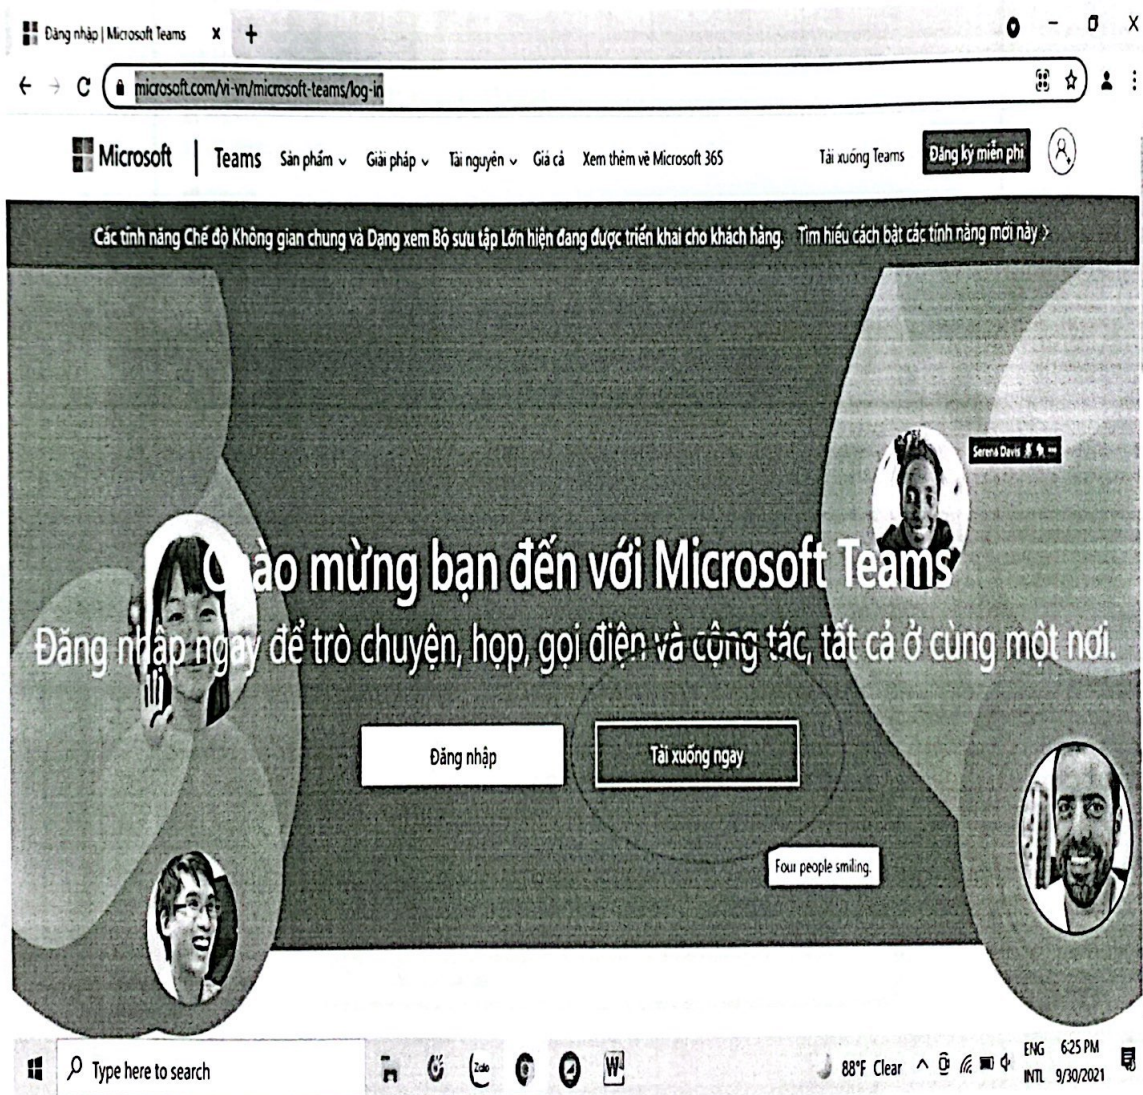 Đăng nhập | Microsoft Teams x +
microsoft.com/vi-vn/microsoft-teams/log-in
Microsoft | Teams Sản phẩm Giải pháp Tài nguyên Giá cả Xem thêm về Microsoft 365 Tải xuống Teams Đăng ký miễn phí
Các tính năng Chế độ Không gian chung và Dạng xem Bộ sưu tập Lớn hiện đang được triển khai cho khách hàng. Tìm hiểu cách bật các tính năng mới này >
Serena Davis
Chào mừng bạn đến với Microsoft Teams
Đăng nhập ngay để trò chuyện, họp, gọi điện và cộng tác, tất cả ở cùng một nơi.
Đăng nhập Tải xuống ngay
Four people smiling.
Type here to search Zalo W 88°F Clear ENG 6:25 PM
INTL 9/30/2021